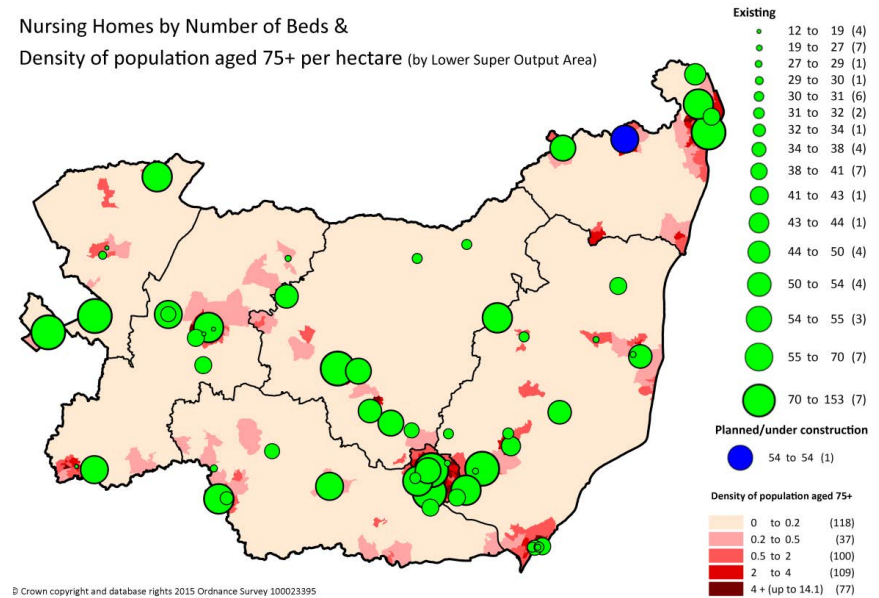 Nursing Homes by Number of Beds &
Density of population aged 75+ per hectare (by Lower Super Output Area)
Existing
12 to 19 (4)
19 to 27 (7)
27 to 29 (1)
29 to 30 (1)
30 to 31 (6)
31 to 32 (2)
32 to 34 (1)
34 to 38 (4)
38 to 41 (7)
41 to 43 (1)
43 to 44 (1)
44 to 50 (4)
50 to 54 (4)
54 to 55 (3)
55 to 70 (7)
70 to 153 (7)
Planned/under construction
54 to 54 (1)
Density of population aged 75+
0 to 0.2 (118)
0.2 to 0.5 (37)
0.5 to 2 (100)
2 to 4 (109)
4 + (up to 14.1) (77)
Crown copyright and database rights 2015 Ordnance Survey 100023395